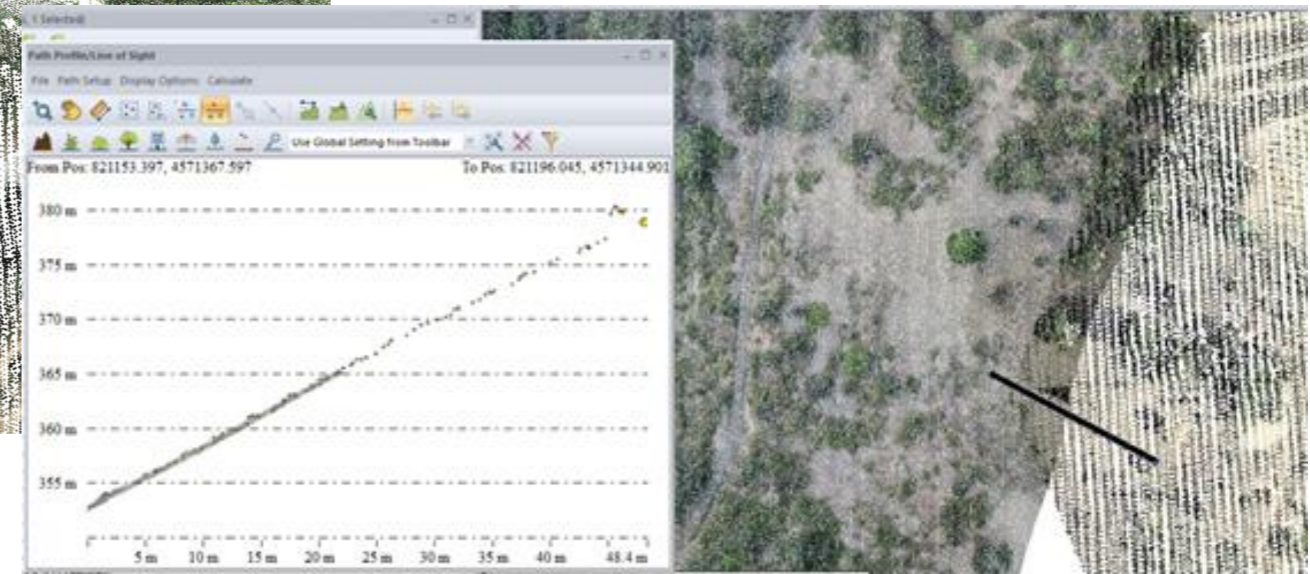 1 Selected)
Path Profile/Line of Sight
File Path Setup Display Options Calculate
Use Global Setting from Toolbar
From Pos: 821153.397, 4571367.597 To Pos: 821196.045, 4571344.901
380 m
375 m
370 m
365 m
360 m
355 m
5 m 10 m 15 m 20 m 25 m 30 m 35 m 40 m 48.4 m